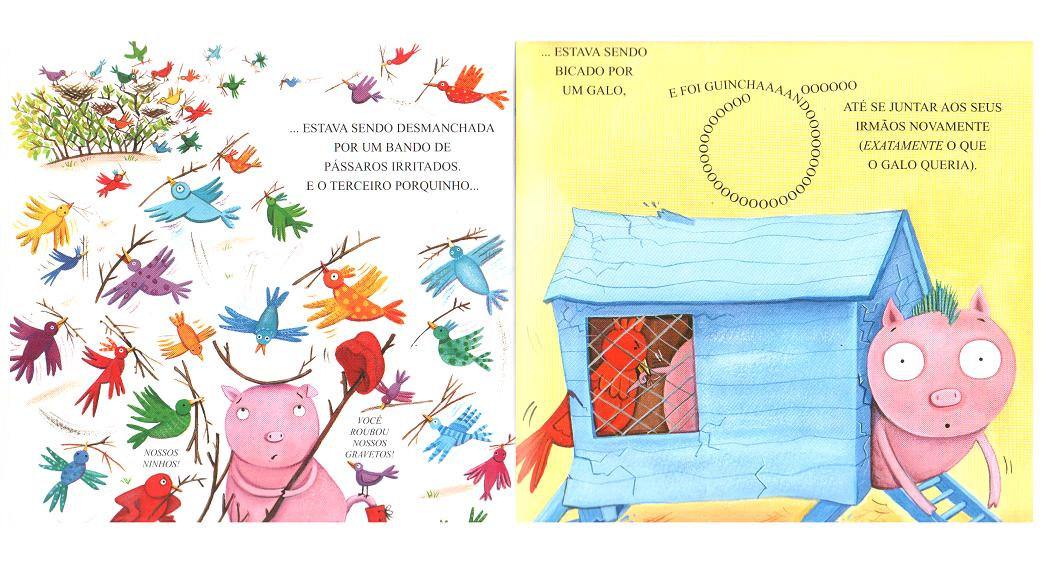 ... ESTAVA SENDO DESMANCHADA
POR UM BANDO DE
PÁSSAROS IRRITADOS.
E O TERCEIRO PORQUINHO...
NOSSOS
NINHOS!
VOCÊ
ROUBOU
NOSSOS
GRAVETOS!
... ESTAVA SENDO
BICADO POR
UM GALO,
E FOI GUINCHAAAANDOOOOOOOOOOOOOOOOOOOOOOOOOOOOOOOOOOOOOOOOOO
ATÉ SE JUNTAR AOS SEUS
IRMÃOS NOVAMENTE
(EXATAMENTE O QUE
O GALO QUERIA).